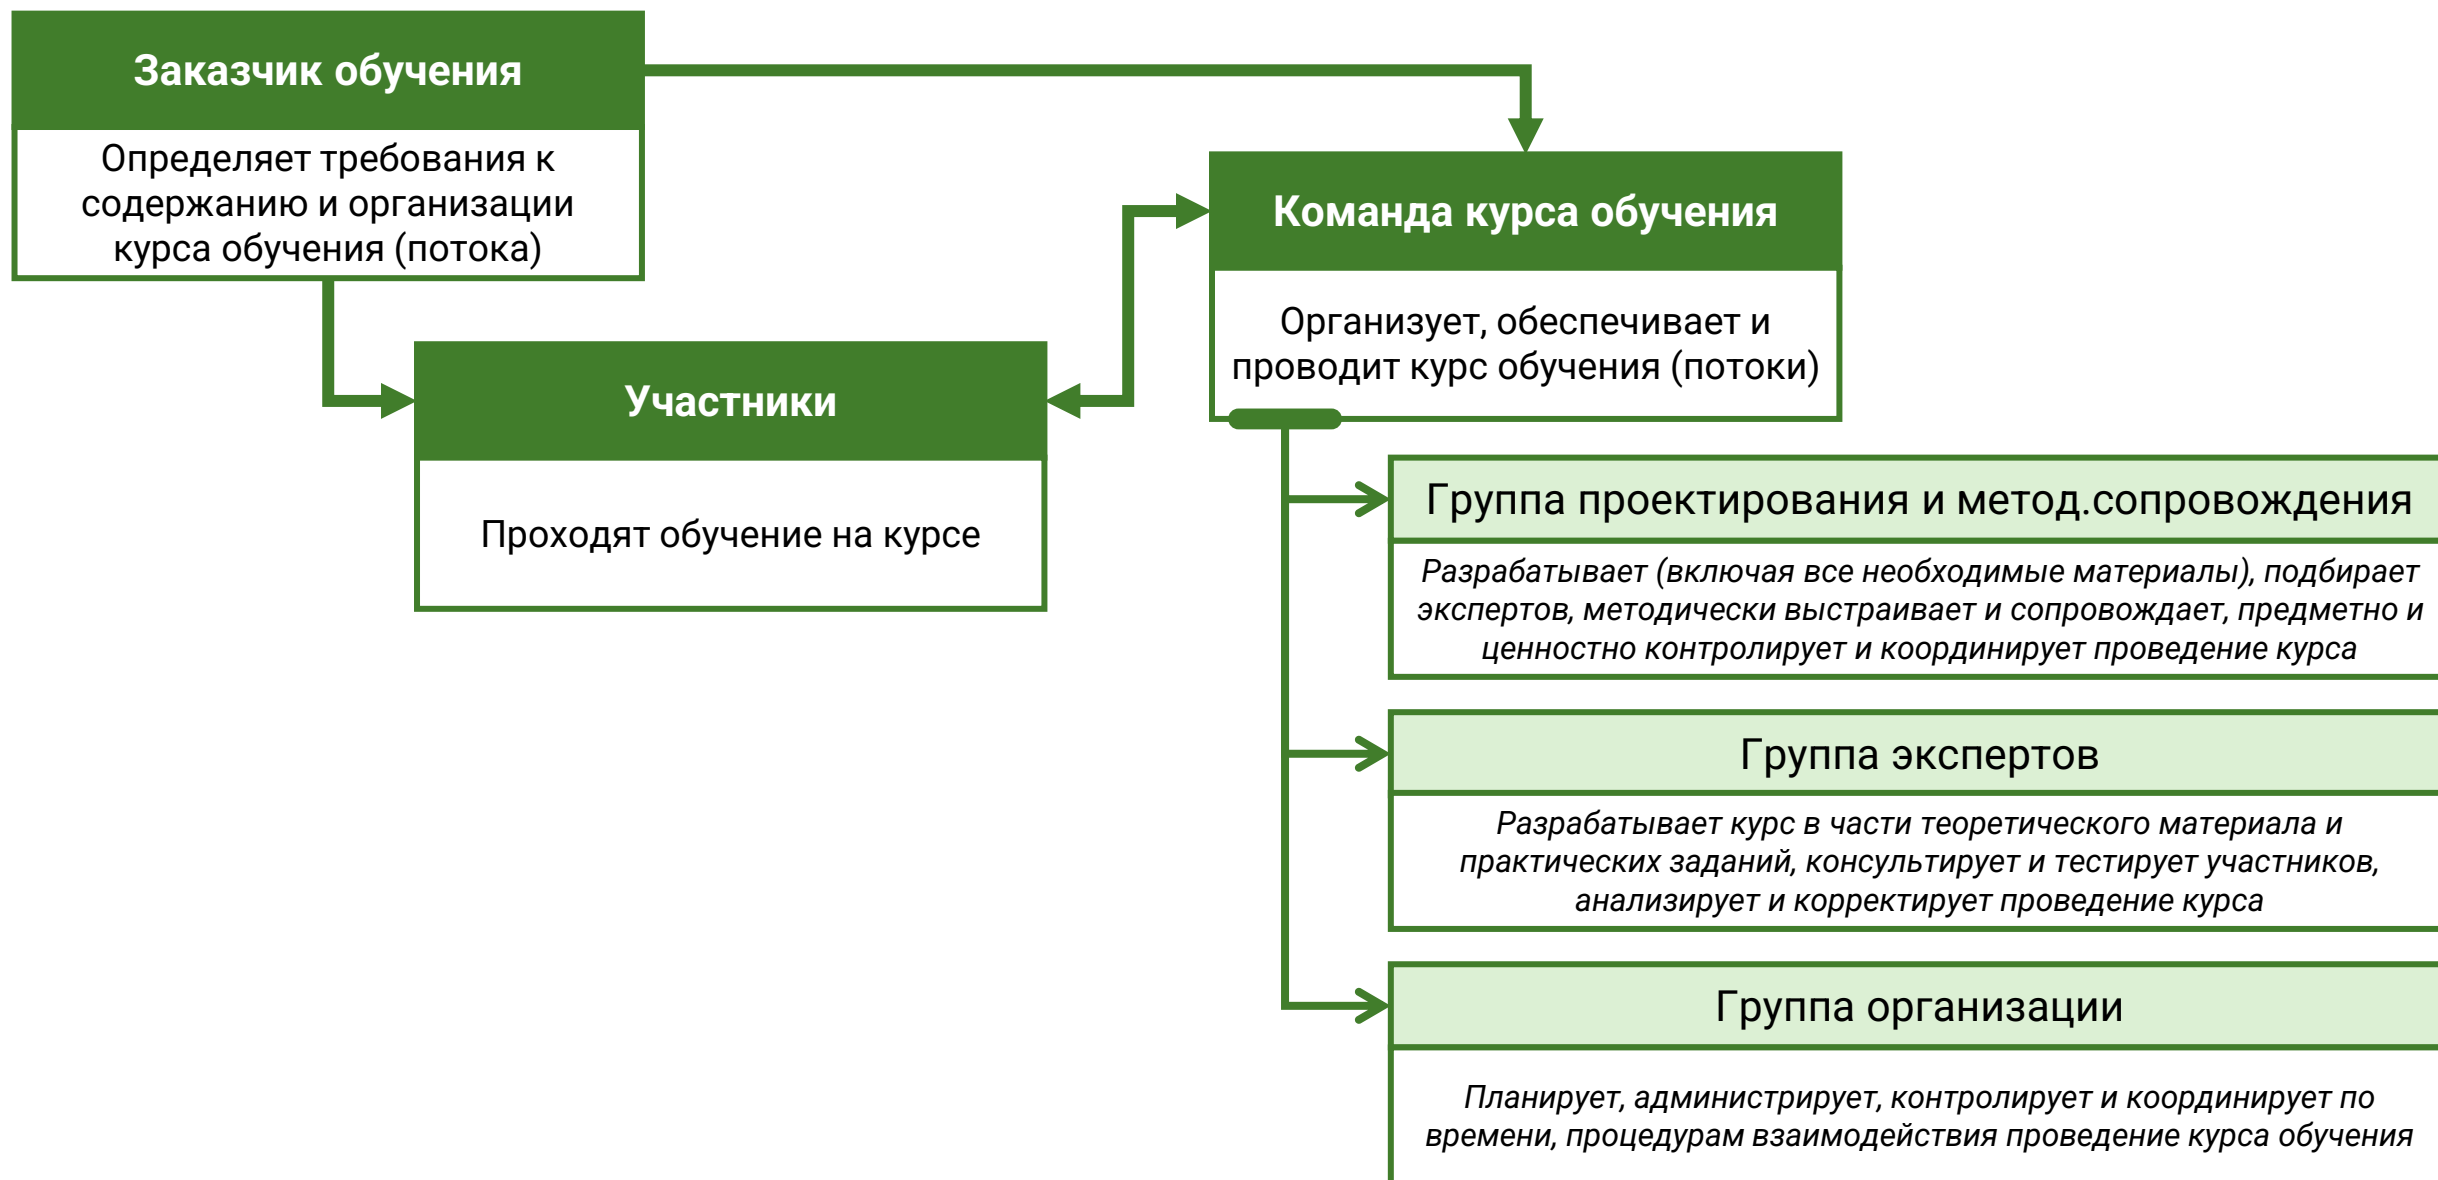 Заказчик обучения
Определяет требования к
содержанию и организации
курса обучения (потока)
Команда курса обучения
Организует, обеспечивает и
проводит курс обучения (потоки)
Участники
Проходят обучение на курсе
Группа проектирования и метод.сопровождения
Разрабатывает (включая все необходимые материалы), подбирает
экспертов, методически выстраивает и сопровождает, предметно и
ценностно контролирует и координирует проведение курса
Группа экспертов
Разрабатывает курс в части теоретического материала и
практических заданий, консультирует и тестирует участников,
анализирует и корректирует проведение курса
Группа организации
Планирует, администрирует, контролирует и координирует по
времени, процедурам взаимодействия проведение курса обучения